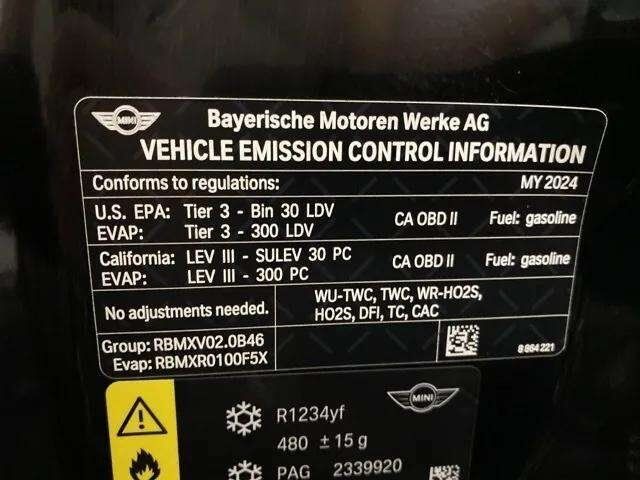 MINI
Bayerische Motoren Werke AG
VEHICLE EMISSION CONTROL INFORMATION
Conforms to regulations: MY 2024
U.S. EPA: Tier 3 - Bin 30 LDV CA OBD II Fuel: gasoline
EVAP: Tier 3 - 300 LDV
California: LEV III - SULEV 30 PC CA OBD II Fuel: gasoline
EVAP: LEV III - 300 PC
No adjustments needed. WU-TWC, TWC, WR-HO2S,
HO2S, DFI, TC, CAC
Group: RBMXV02.0B46
Evap: RBMXR0100F5X 8 864 221
MINI
R1234yf
480 ± 15 g
PAG 2339920